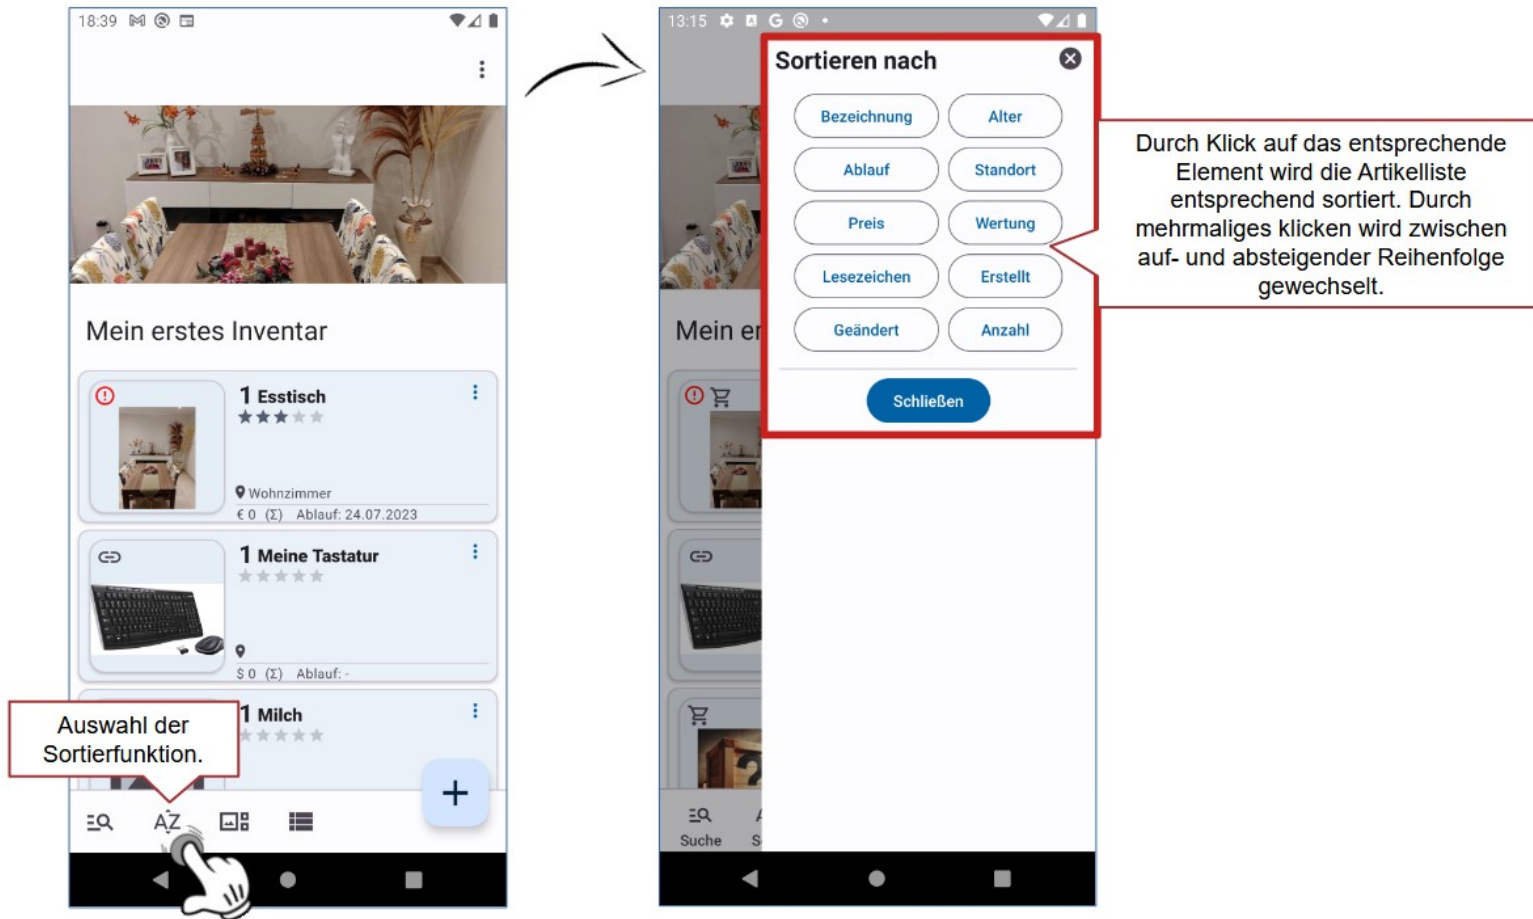 18:39
Mein erstes Inventar
1 Esstisch
Wohnzimmer
€ 0 (Σ) Ablauf: 24.07.2023
1 Meine Tastatur
$ 0 (Σ) Ablauf: -
1 Milch
Auswahl der
Sortierfunktion.
AZ
13:15
Sortieren nach
Bezeichnung
Alter
Ablauf
Standort
Preis
Wertung
Lesezeichen
Erstellt
Geändert
Anzahl
Schließen
Mein er
Suche
S
Durch Klick auf das entsprechende
Element wird die Artikelliste
entsprechend sortiert. Durch
mehrmaliges klicken wird zwischen
auf- und absteigender Reihenfolge
gewechselt.